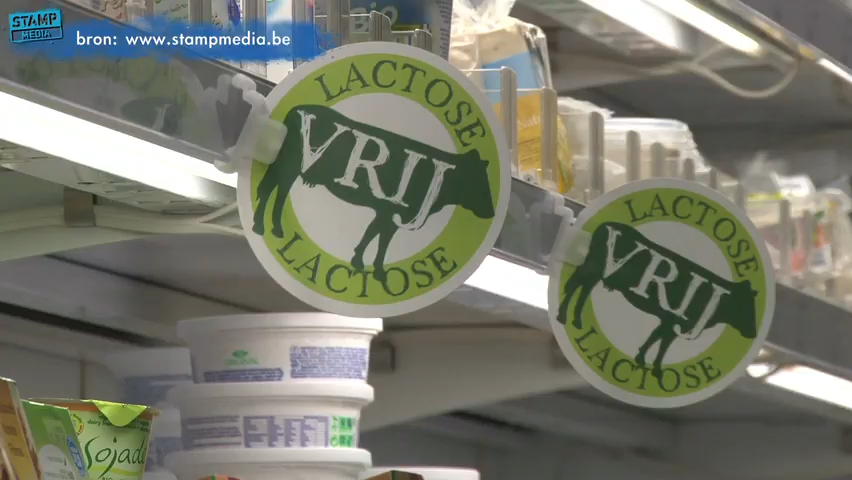 STAMP
MEDIA
bron: www.stampmedia.be
LACTOSE
VRIJ
LACTOSE
LACTOSE
VRIJ
LACTOSE
Sojade